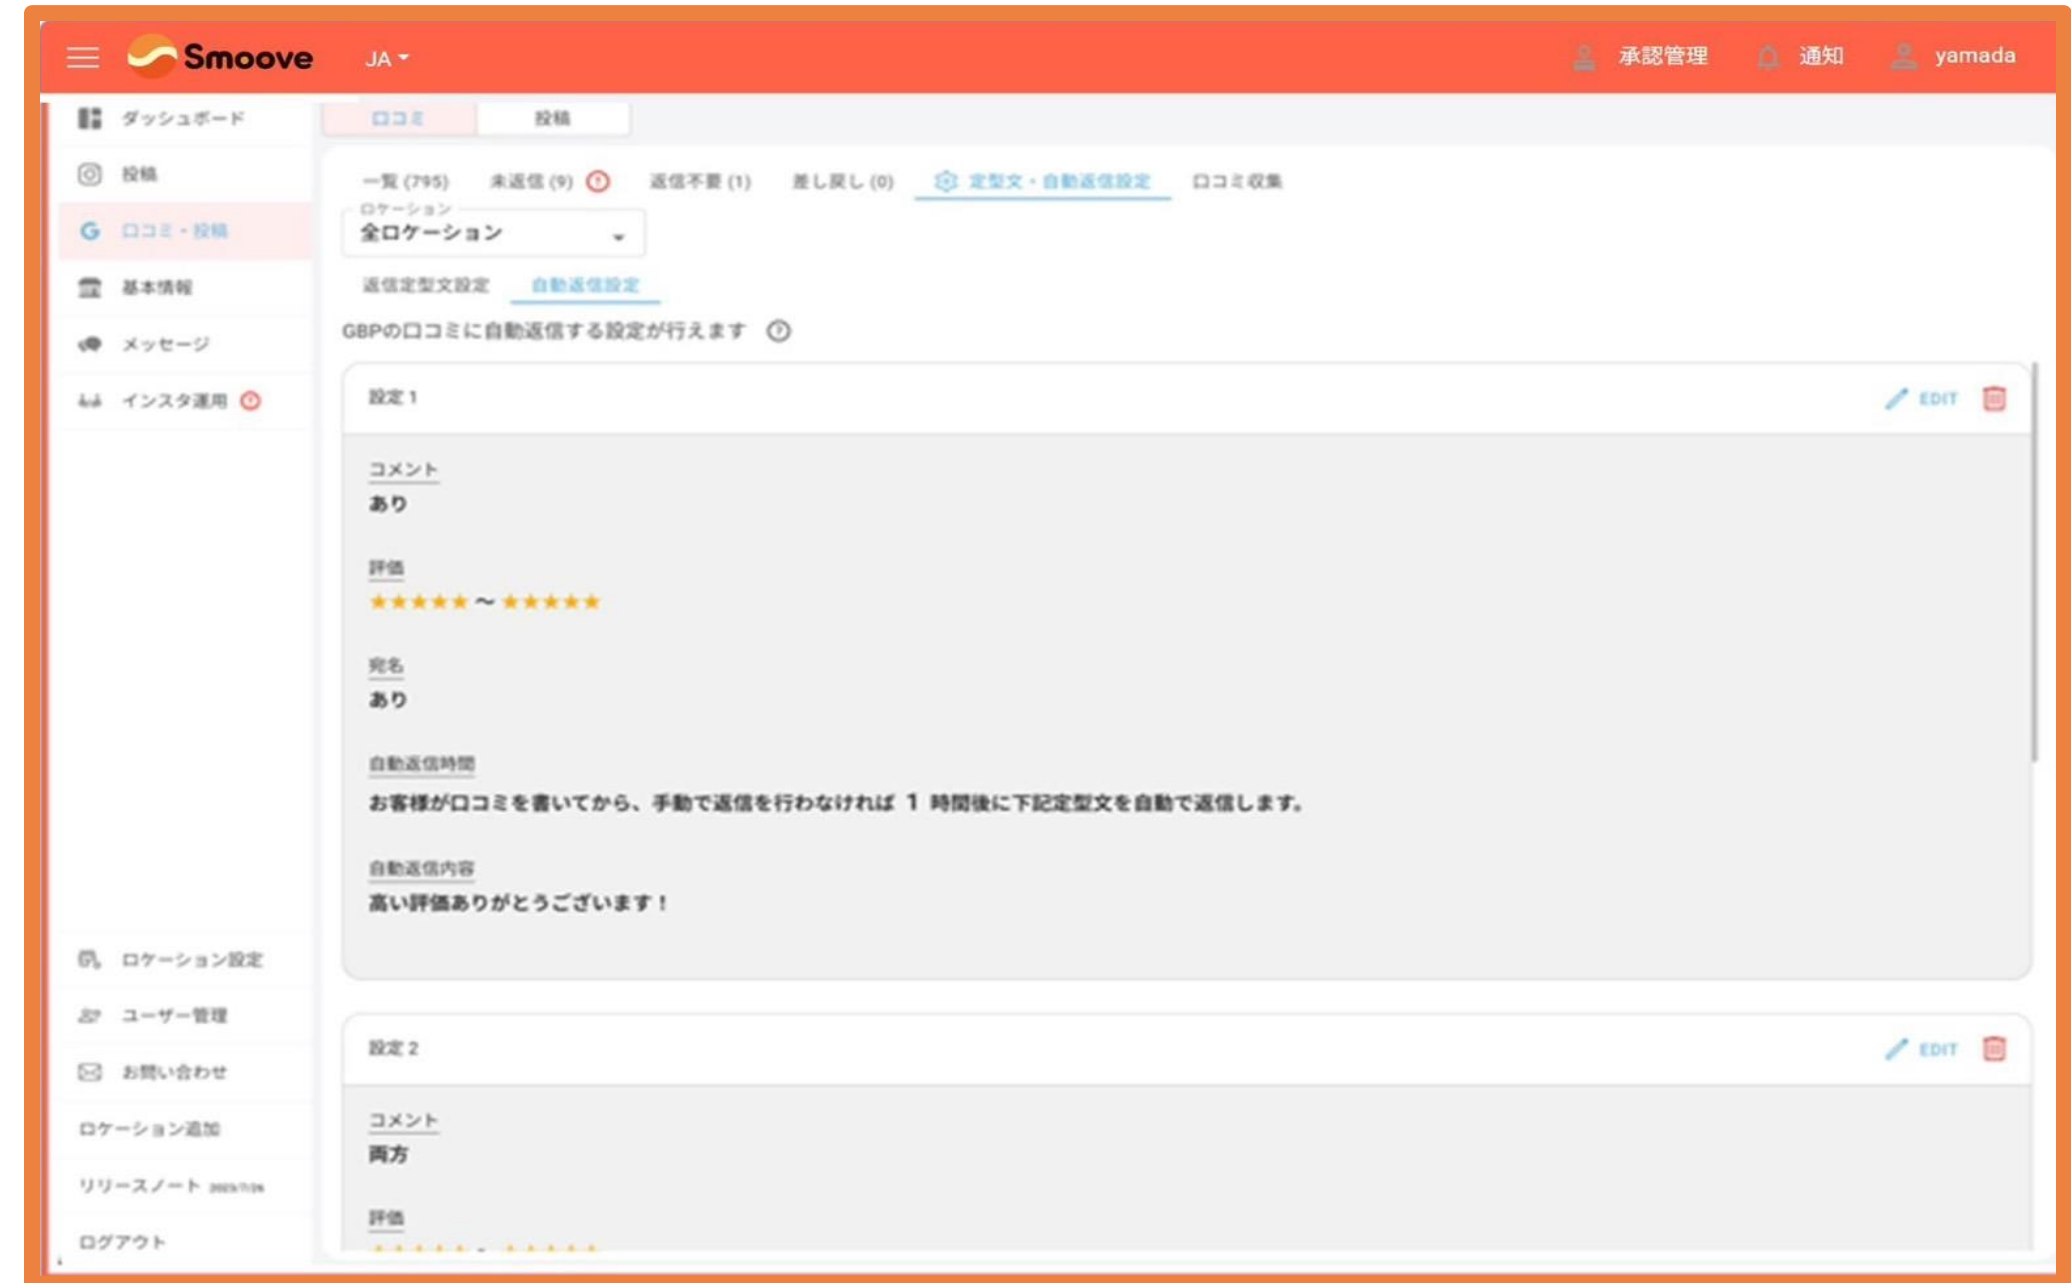 Smoove JA 承認管理 通知 yamada
ダッシュボード
投稿
口コミ・投稿
基本情報
メッセージ
インスタ運用
ロケーション設定
ユーザー管理
お問い合わせ
ロケーション追加
リリースノート
ログアウト
口コミ 投稿
一覧 (795) 未返信 (9) 返信不要 (1) 差し戻し (0) 定型文・自動返信設定 口コミ収集
ロケーション
全ロケーション
返信定型文設定 自動返信設定
GBPの口コミに自動返信する設定が行えます
設定 1 EDIT
コメント
あり
評価
★★★★★～★★★★★
宛名
あり
自動返信時間
お客様が口コミを書いてから、手動で返信を行わなければ 1 時間後に下記定型文を自動で返信します。
自動返信内容
高い評価ありがとうございます！
設定 2 EDIT
コメント
両方
評価